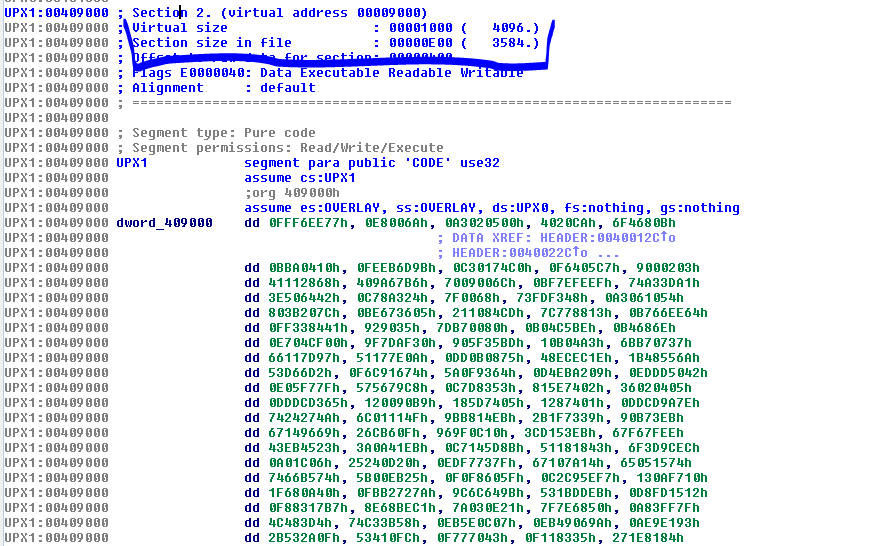 UPX1:00409000 ; Section 2. (virtual address 00009000)
UPX1:00409000 ; Virtual size : 00001000 ( 4096.)
UPX1:00409000 ; Section size in file : 00000E00 ( 3584.)
UPX1:00409000 ; Offset data for section:
UPX1:00409000 ; Flags E0000040: Data Executable Readable Writable
UPX1:00409000 ; Alignment : default
UPX1:00409000 ; ===========================================================================
UPX1:00409000
UPX1:00409000 ; Segment type: Pure code
UPX1:00409000 ; Segment permissions: Read/Write/Execute
UPX1:00409000 UPX1 segment para public 'CODE' use32
UPX1:00409000 assume cs:UPX1
UPX1:00409000 ;org 409000h
UPX1:00409000 assume es:OVERLAY, ss:OVERLAY, ds:UPX0, fs:nothing, gs:nothing
UPX1:00409000 dword_409000 dd 0FFF6EE77h, 0E8006Ah, 0A3020500h, 4020CAh, 6F4680Bh
UPX1:00409000 ; DATA XREF: HEADER:0040012C↑o
UPX1:00409000 ; HEADER:0040022C↑o ...
UPX1:00409000 dd 0BBA0410h, 0FEEB6D9Bh, 0C30174C0h, 0F6405C7h, 9000203h
UPX1:00409000 dd 41112868h, 409A67B6h, 7009006Ch, 0BF7EFEEFh, 74A33DA1h
UPX1:00409000 dd 3E506442h, 0C78A324h, 7F0068h, 73FDF348h, 0A3061054h
UPX1:00409000 dd 803B207Ch, 0BE673605h, 211084CDh, 7C778813h, 0B766EE64h
UPX1:00409000 dd 0FF338441h, 929035h, 7DB70080h, 0B04C5BEh, 0B4686Eh
UPX1:00409000 dd 0E704CF00h, 9F7DAF30h, 905F35BDh, 10B04A3h, 6BB70737h
UPX1:00409000 dd 66117D97h, 51177E0Ah, 0DD0B0875h, 48ECEC1Eh, 1B48556Ah
UPX1:00409000 dd 53D66D2h, 0F6C91674h, 5A0F9364h, 0D4EBA209h, 0EDDD5042h
UPX1:00409000 dd 0E05F77Fh, 575679C8h, 0C7D8353h, 815E7402h, 36020405h
UPX1:00409000 dd 0DDDCD365h, 120090B9h, 185D7405h, 1287401h, 0DDCD9A7Eh
UPX1:00409000 dd 7424274Ah, 6C01114Fh, 9BB814EBh, 2B1F7339h, 90B73EBh
UPX1:00409000 dd 67149669h, 26CB60Fh, 969F0C10h, 3CD153EBh, 67F67FEEh
UPX1:00409000 dd 43EB4523h, 3A0A41EBh, 0C7145D8Bh, 51181843h, 6F3D9CECh
UPX1:00409000 dd 0A01C06h, 25240D20h, 0EDF7737Fh, 67107A14h, 65051574h
UPX1:00409000 dd 7466B574h, 5B00EB25h, 0F0F8605Fh, 0C2C95EF7h, 130AF710h
UPX1:00409000 dd 1F680A40h, 0FBB2727Ah, 9C6C649Bh, 531BDDEBh, 0D8FD1512h
UPX1:00409000 dd 0F88317B7h, 8E68BEC1h, 7A030E21h, 7F7E6850h, 0A83FF7Fh
UPX1:00409000 dd 4C483D4h, 74C33B58h, 0EB5E0C07h, 0EB49069Ah, 0AE9E193h
UPX1:00409000 dd 2B532A0Fh, 53410FCh, 0F777043h, 0F118335h, 271E8184h